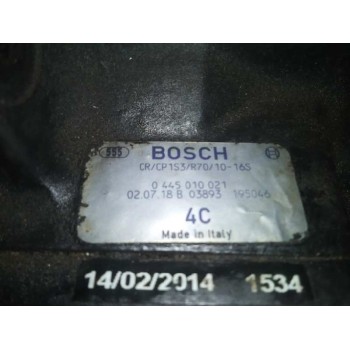 BOSCH
CR/CP1S3/R70/10-16S
0 445 010 021
02.07.18 B 03893 195046
4C
Made in Italy
14/02/2014 1534